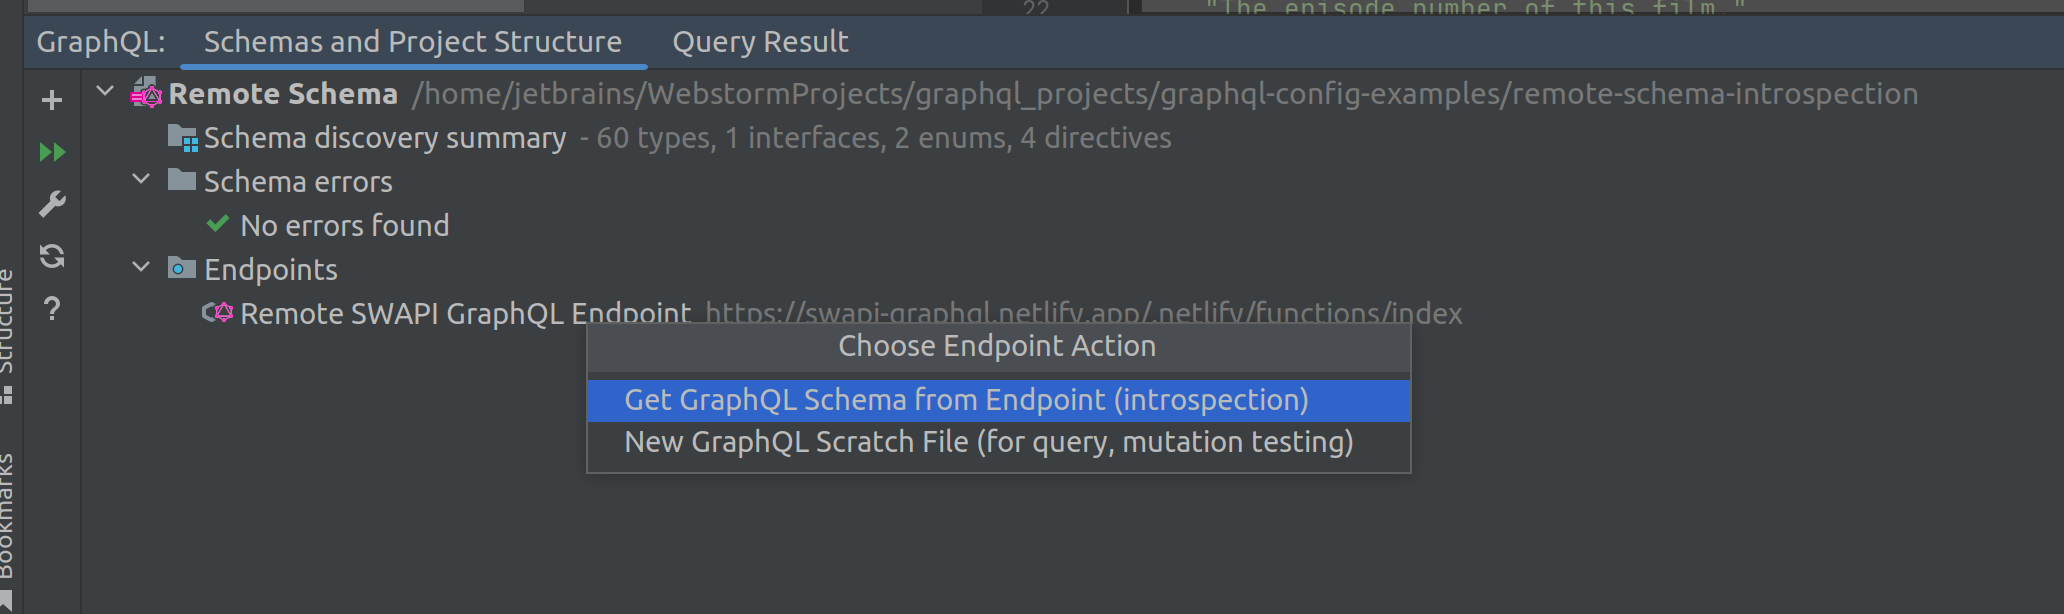 22 "The episode number of this film."
GraphQL: Schemas and Project Structure Query Result
Remote Schema /home/jetbrains/WebstormProjects/graphql_projects/graphql-config-examples/remote-schema-introspection
Schema discovery summary - 60 types, 1 interfaces, 2 enums, 4 directives
Schema errors
No errors found
Endpoints
Remote SWAPI GraphQL Endpoint https://swapi-graphql.netlify.app/.netlify/functions/index
Choose Endpoint Action
Get GraphQL Schema from Endpoint (introspection)
New GraphQL Scratch File (for query, mutation testing)
Structure
Bookmarks